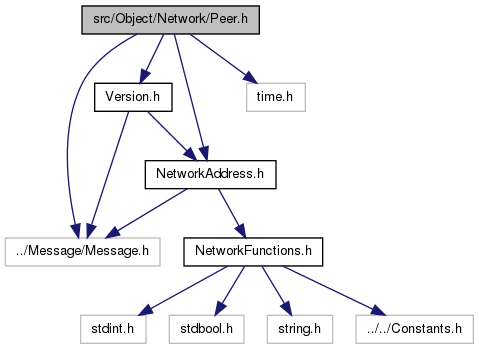 src/Object/Network/Peer.h
Version.h
time.h
NetworkAddress.h
../Message/Message.h
NetworkFunctions.h
stdint.h
stdbool.h
string.h
../../Constants.h